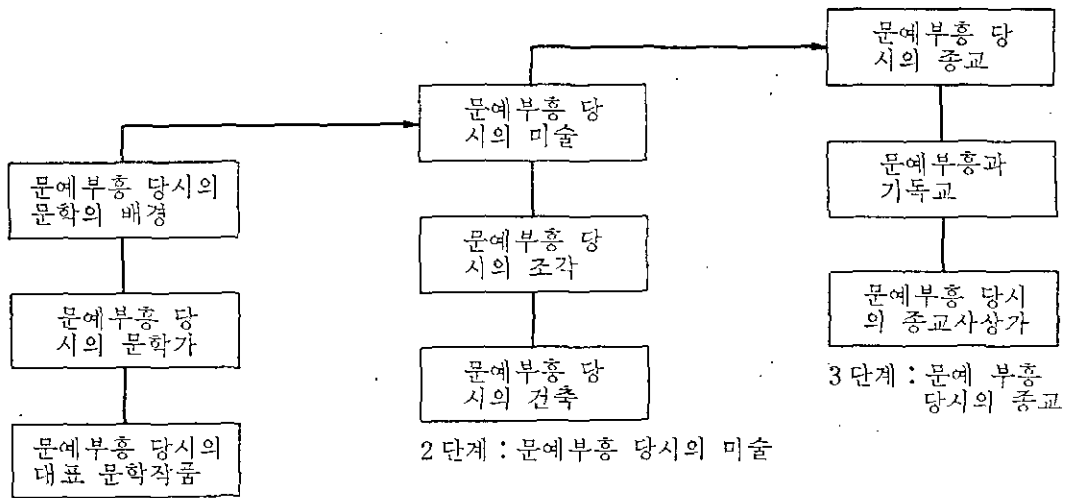 문예부흥 당시의
문학의 배경
문예부흥 당
시의 문학가
문예부흥 당시의
대표 문학작품
문예부흥 당
시의 미술
문예부흥 당
시의 조각
문예부흥 당
시의 건축
2 단계 : 문예부흥 당시의 미술
문예부흥 당
시의 종교
문예부흥과
기독교
문예부흥 당시
의 종교사상가
3 단계 : 문예 부흥
당시의 종교